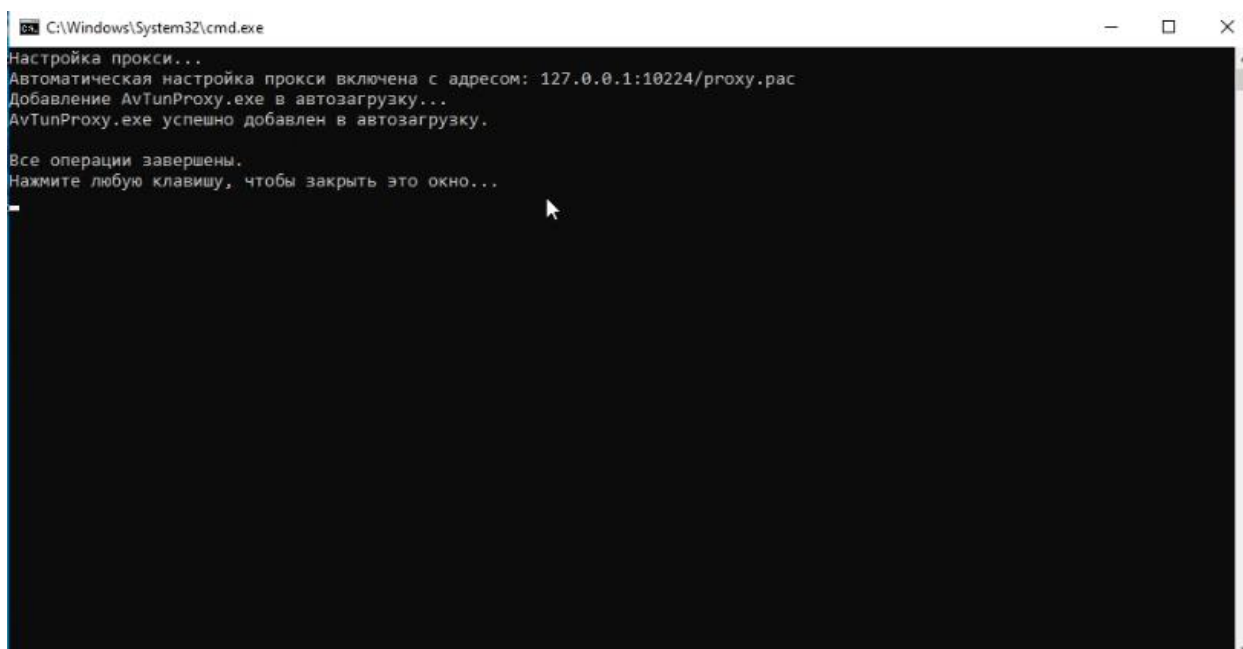 C:\Windows\System32\cmd.exe
Настройка прокси...
Автоматическая настройка прокси включена с адресом: 127.0.0.1:10224/proxy.pac
Добавление AvTunProxy.exe в автозагрузку...
AvTunProxy.exe успешно добавлен в автозагрузку.
Все операции завершены.
Нажмите любую клавишу, чтобы закрыть это окно...